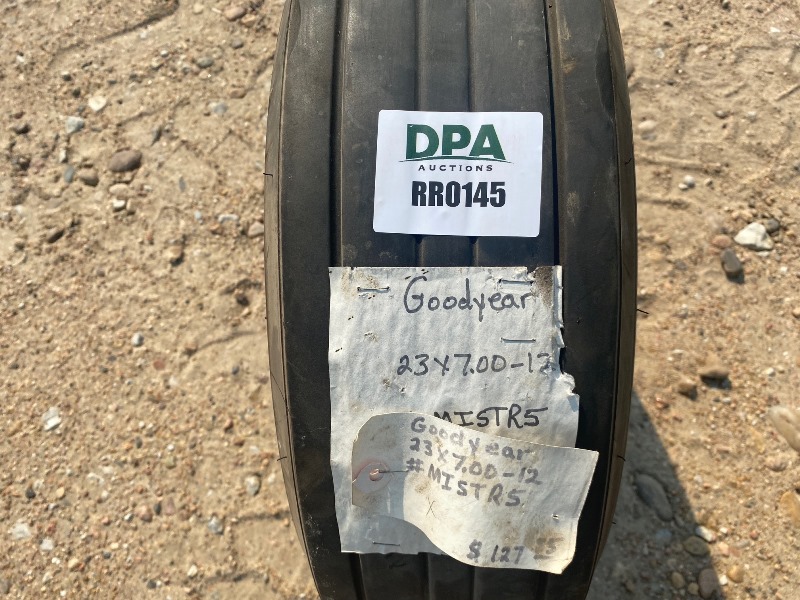 DPA
AUCTIONS
RR0145
Goodyear
23X7.00-12
MISTR5
Goodyear
23X7.00-12
#MISTR5
$127